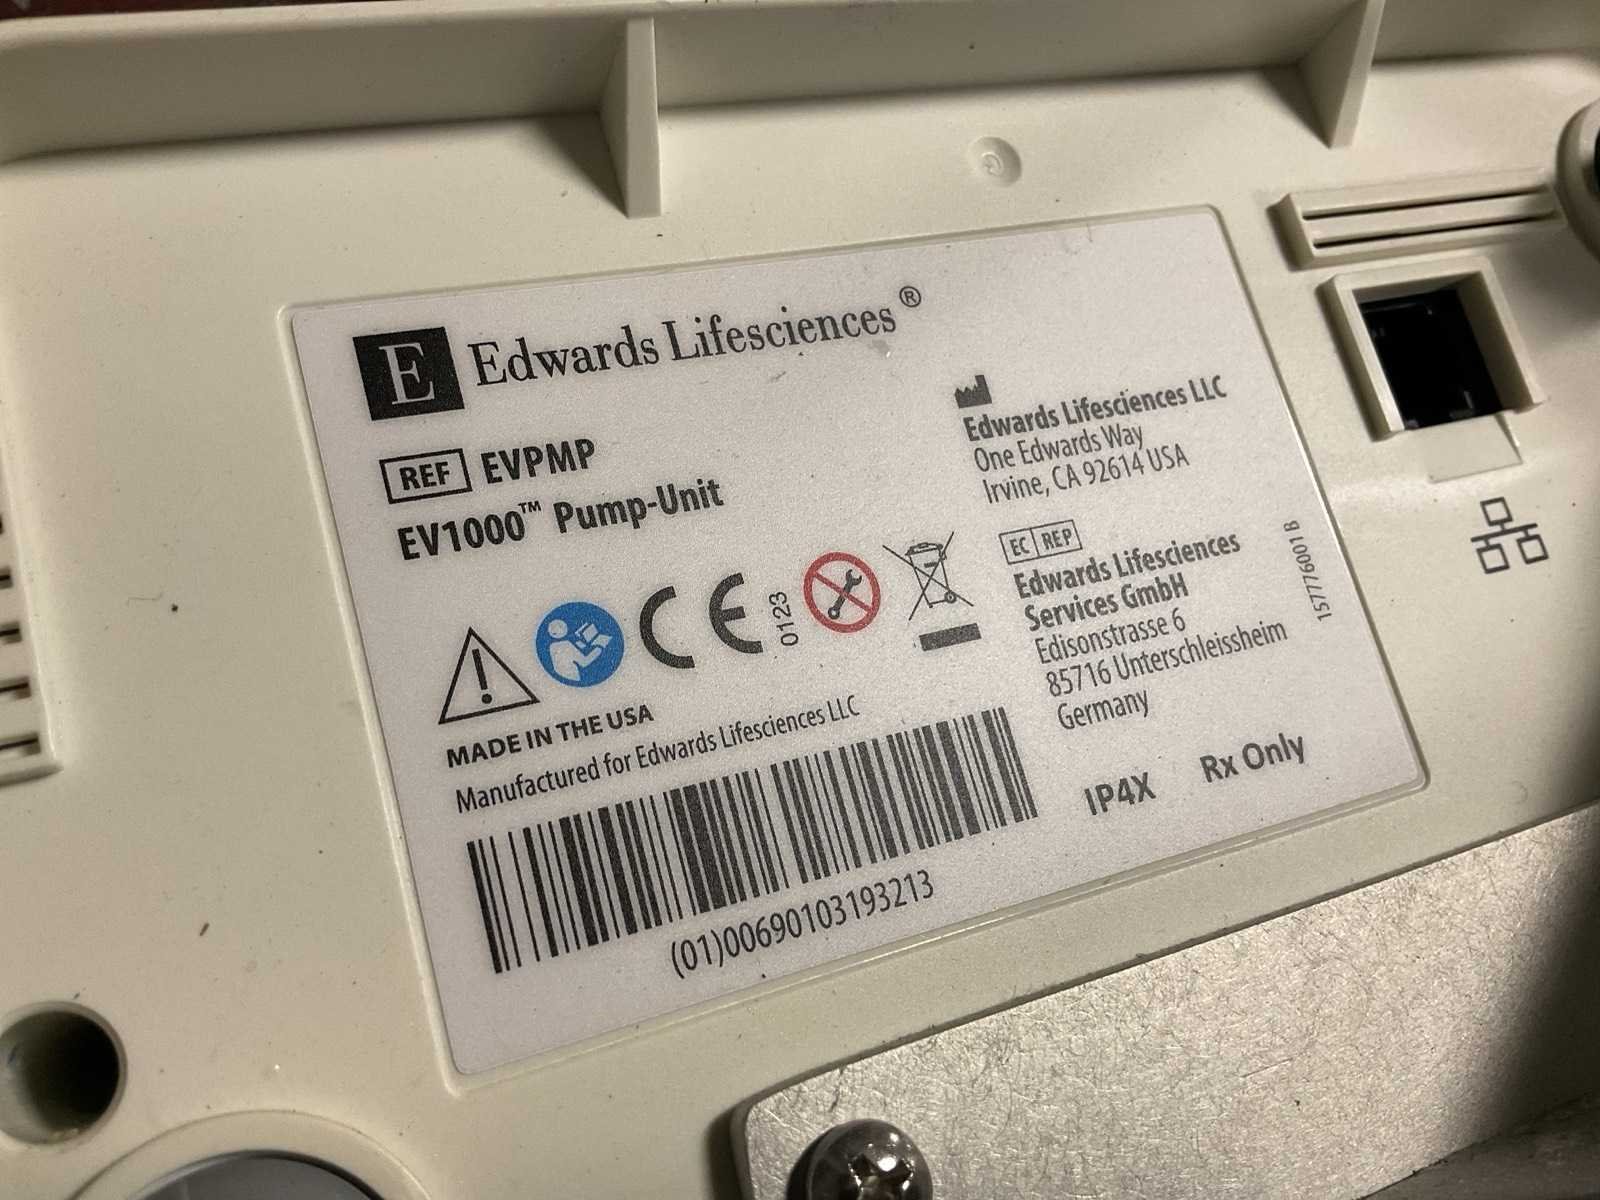 E Edwards Lifesciences®
REF EVPMP
EV1000™ Pump-Unit
CE 0123
MADE IN THE USA
Manufactured for Edwards Lifesciences LLC
(01)00690103193213
Edwards Lifesciences LLC
One Edwards Way
Irvine, CA 92614 USA
EC REP
Edwards Lifesciences
Services GmbH
Edisonstrasse 6
85716 Unterschleissheim
Germany
IP4X Rx Only
157776001B